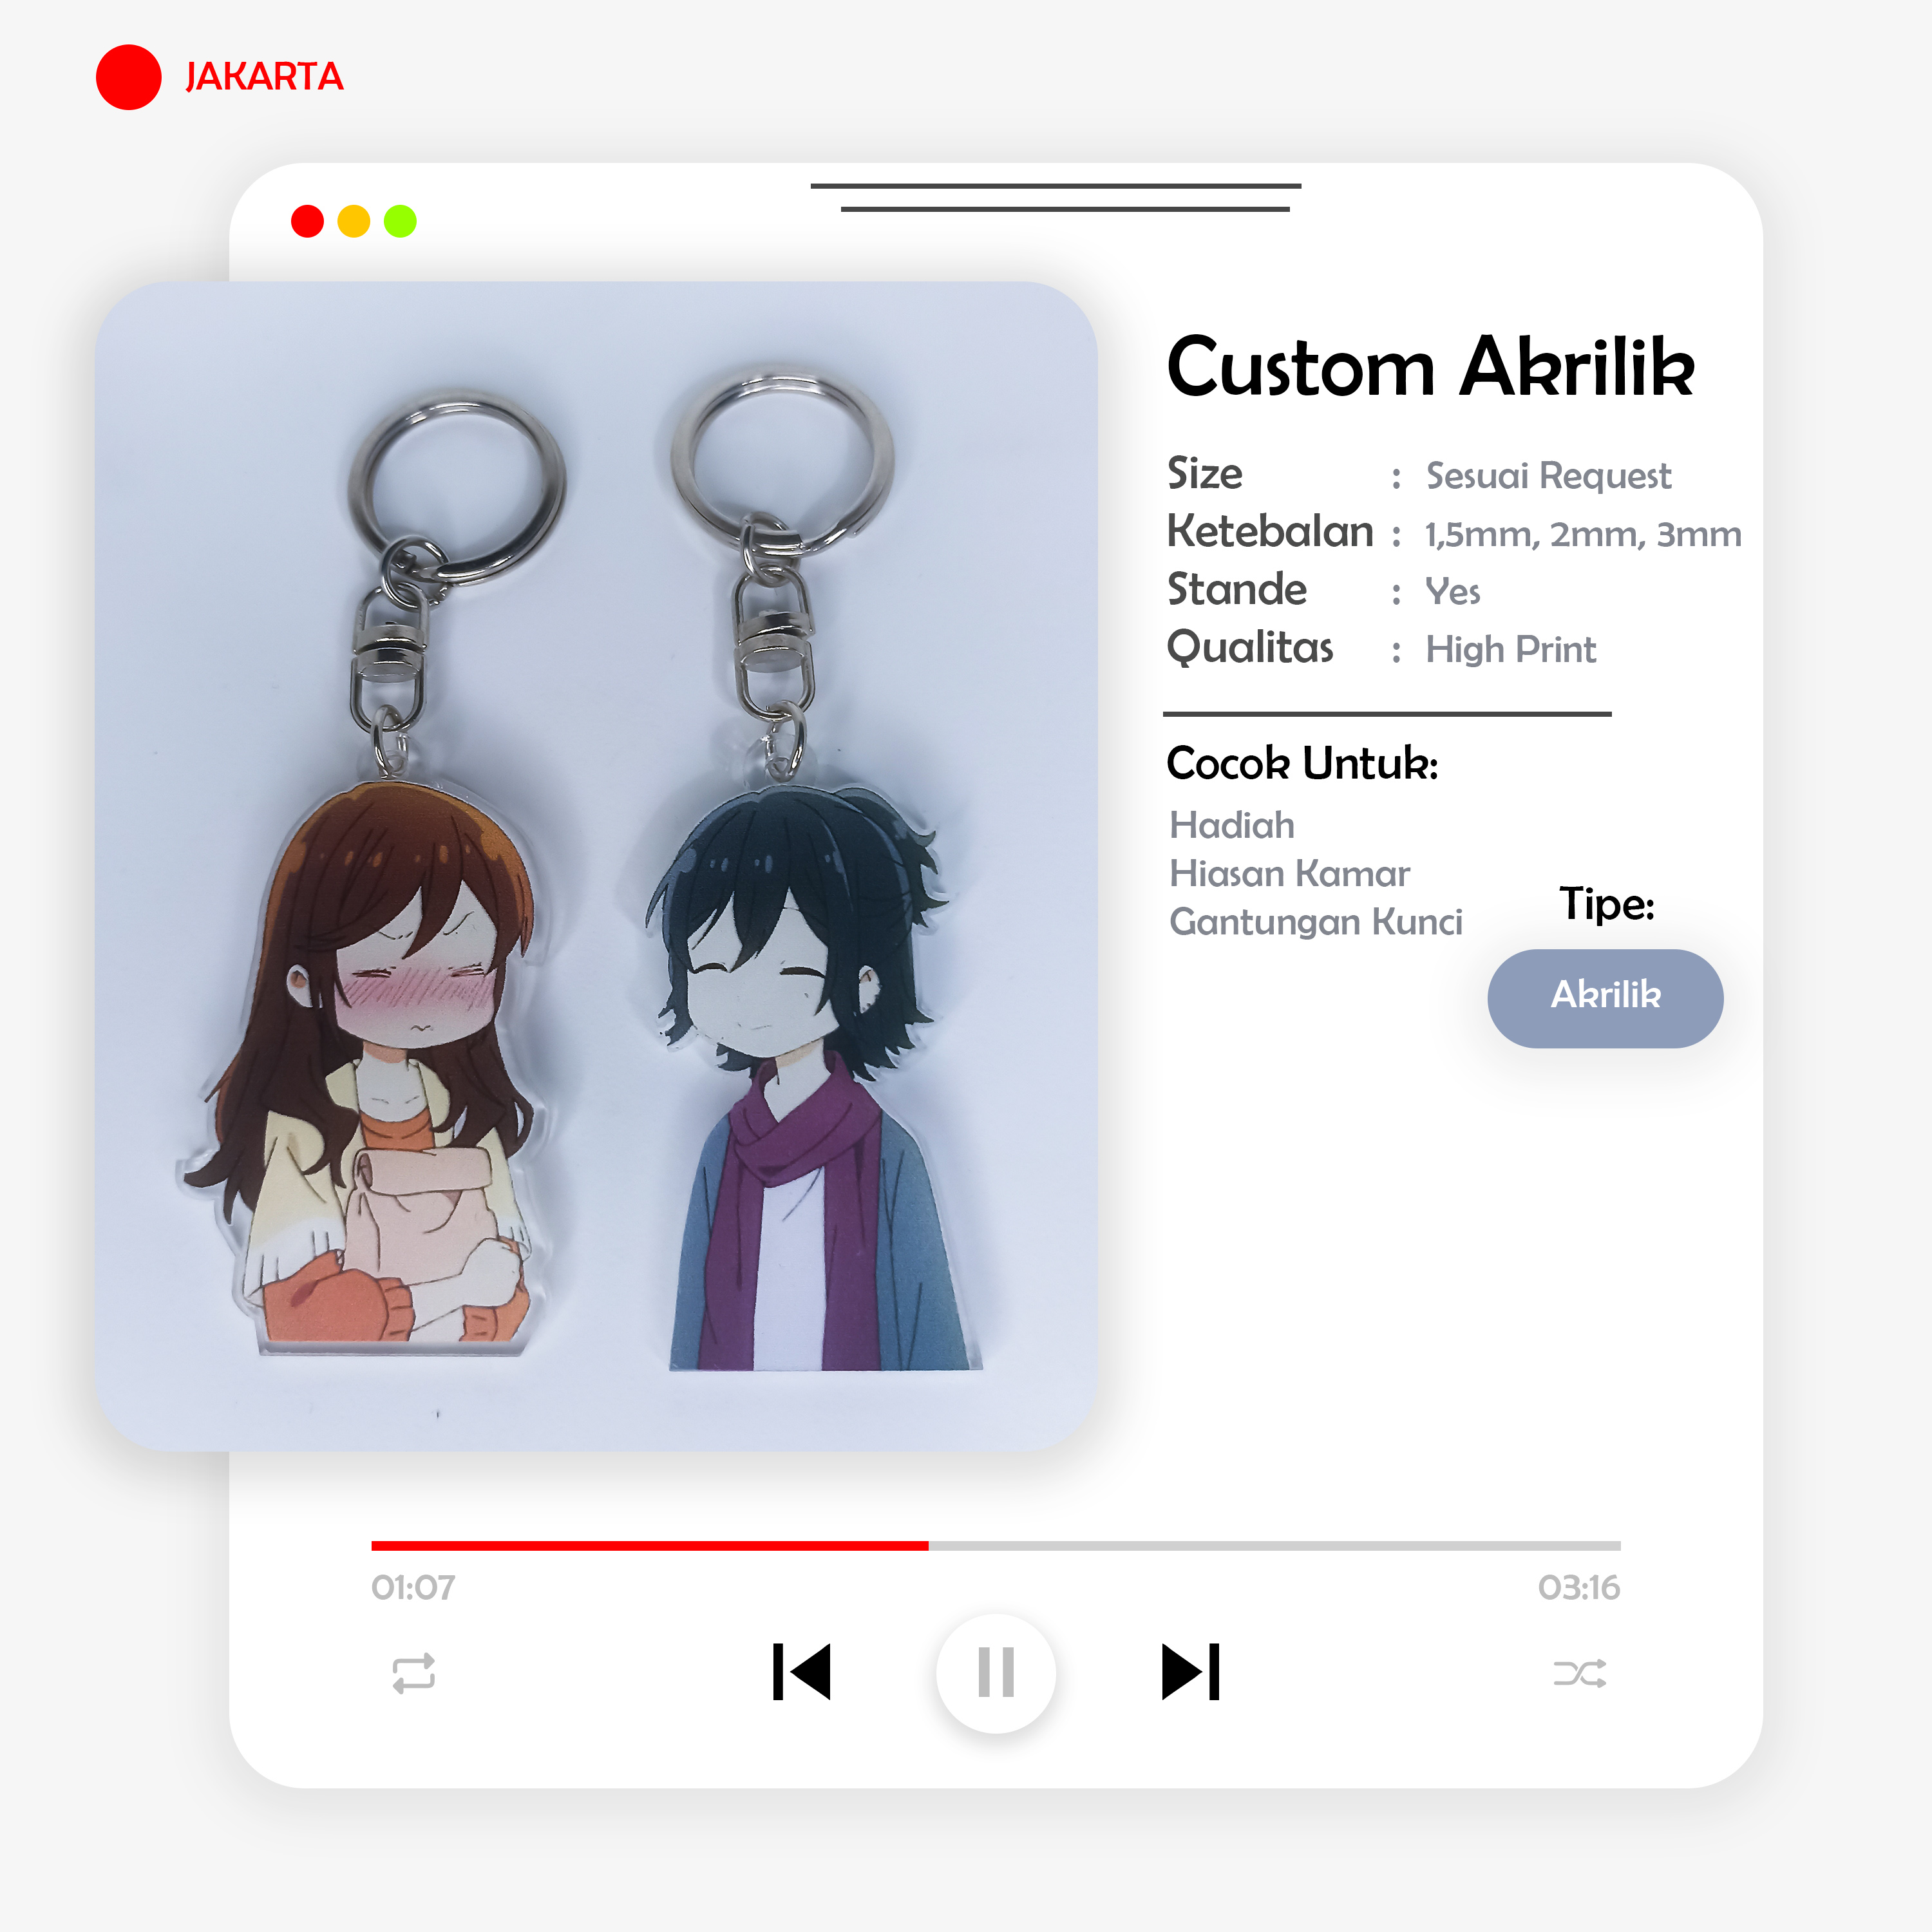 JAKARTA
Custom Akrilik
Size : Sesuai Request
Ketebalan : 1,5mm, 2mm, 3mm
Stande : Yes
Qualitas : High Print
Cocok Untuk:
Hadiah
Hiasan Kamar
Gantungan Kunci
Tipe:
Akrilik
01:07
03:16